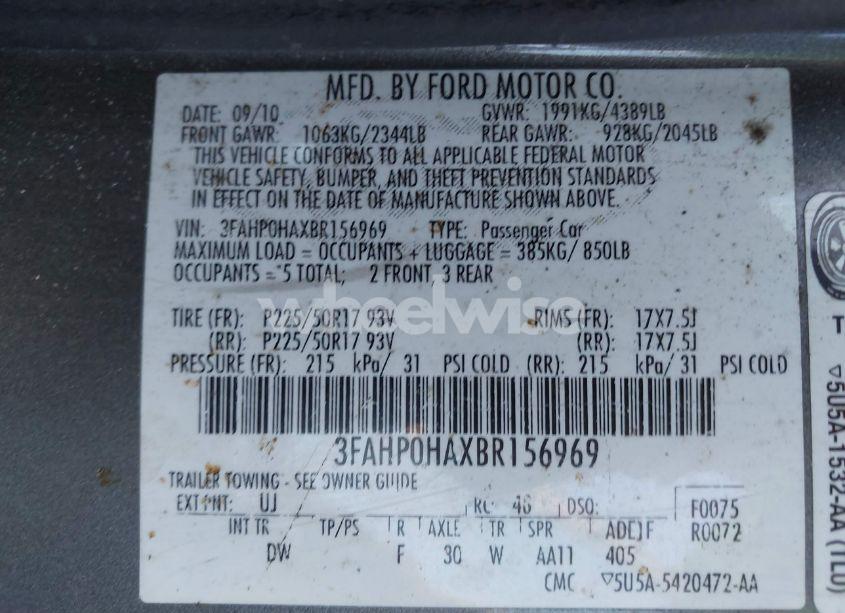 MFD. BY FORD MOTOR CO.
DATE: 09/10 GVWR: 1991KG/4389LB
FRONT GAWR: 1063KG/2344LB REAR GAWR: 928KG/2045LB
THIS VEHICLE CONFORMS TO ALL APPLICABLE FEDERAL MOTOR
VEHICLE SAFETY, BUMPER, AND THEFT PREVENTION STANDARDS
IN EFFECT ON THE DATE OF MANUFACTURE SHOWN ABOVE.
VIN: 3FAHP0HAXBR156969 TYPE: Passenger Car
MAXIMUM LOAD = OCCUPANTS + LUGGAGE = 385KG/ 850LB
OCCUPANTS = 5 TOTAL; 2 FRONT, 3 REAR
wheelwise
TIRE (FR): P225/50R17 93V RIMS (FR): 17X7.5J
(RR): P225/50R17 93V (RR): 17X7.5J
PRESSURE (FR): 215 kPa/ 31 PSI COLD (RR): 215 kPa/ 31 PSI COLD
3FAHP0HAXBR156969
TRAILER TOWING - SEE OWNER GUIDE
EXT PNT: UJ RC: 46 DSO: F0075
INT TR TP/PS R AXLE TR SPR R0072
DW F 30 W AA11 405
CMC ▽5U5A-5420472-AA
T
▽5U5A-1532-AA (TL0)